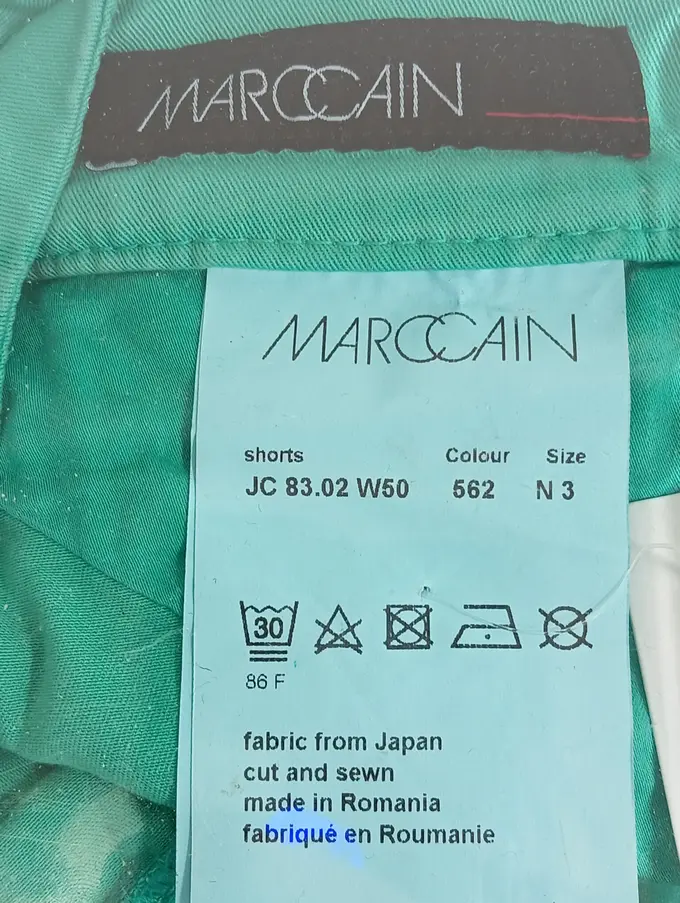 MARCCAIN
MARCCAIN
shorts Colour Size
JC 83.02 W50 562 N 3
30
86 F
fabric from Japan
cut and sewn
made in Romania
fabriqué en Roumanie